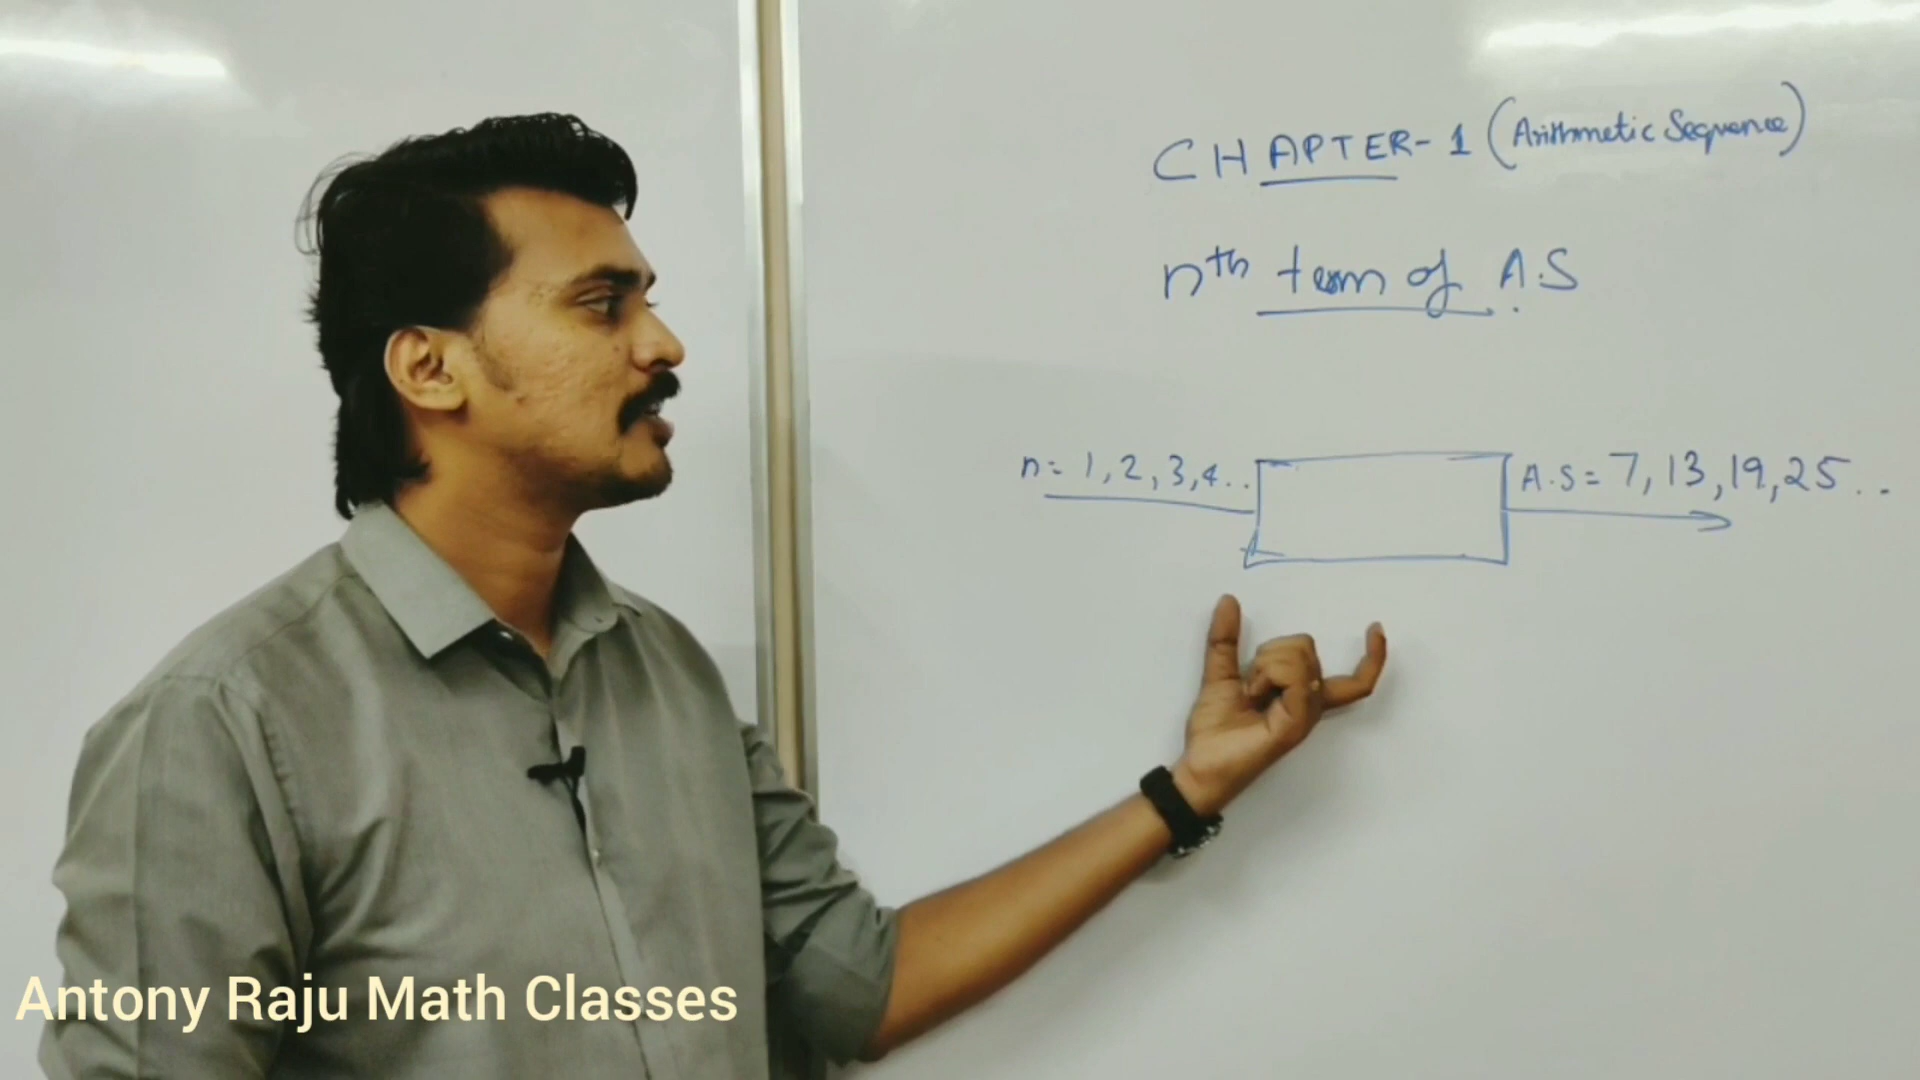 CHAPTER-1 (Arithmetic Sequence)
nth term of A.S
n= 1, 2, 3, 4.. A.S= 7, 13, 19, 25...
Antony Raju Math Classes